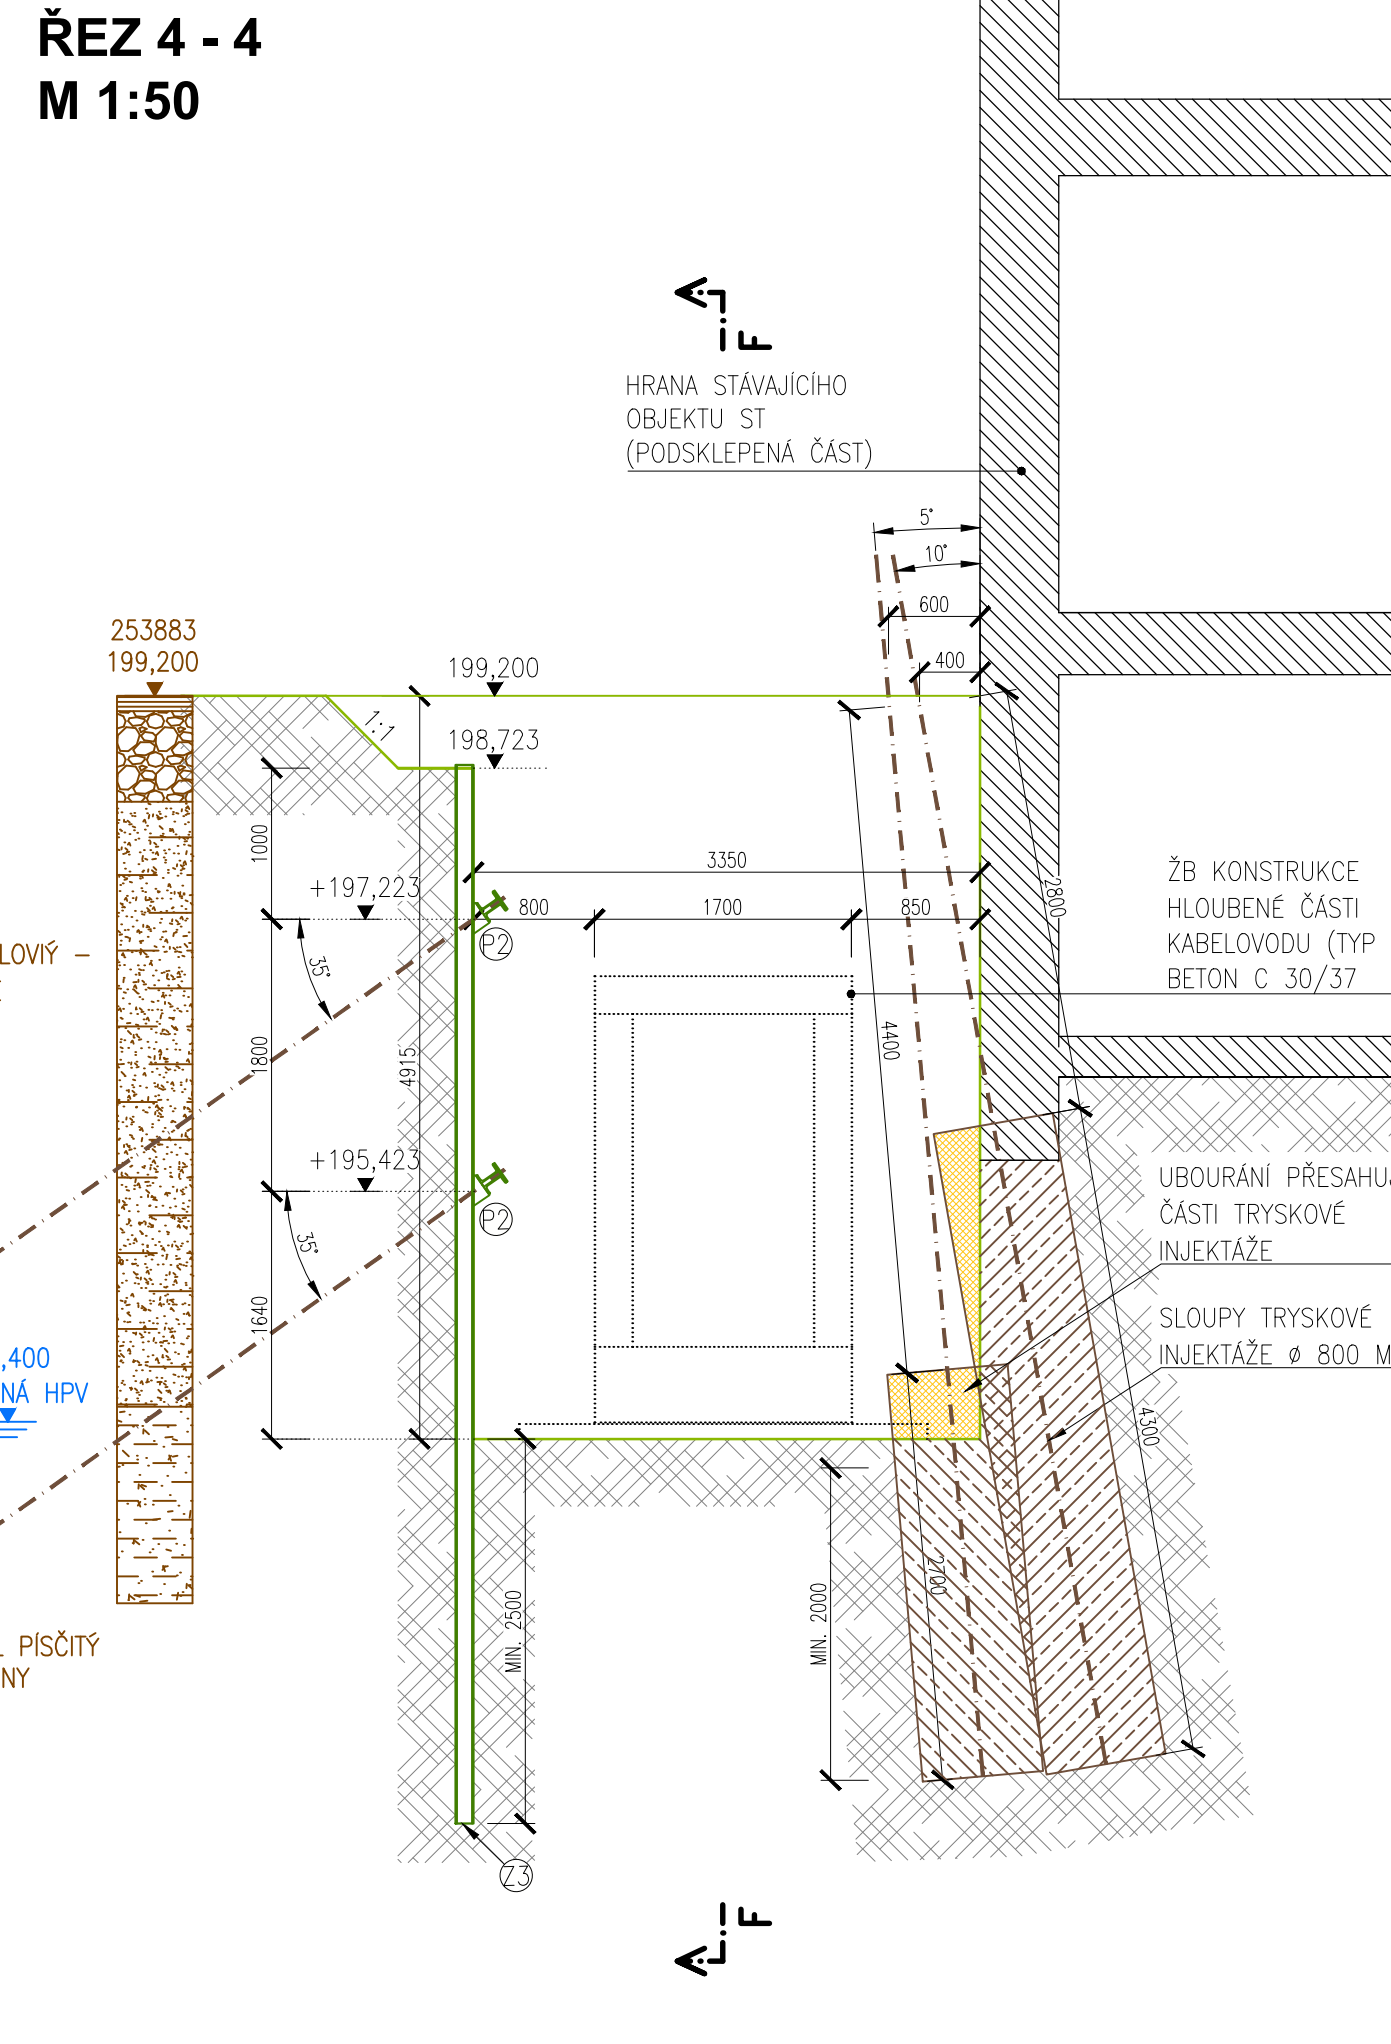 ŘEZ 4 - 4
M 1:50
F
HRANA STÁVAJÍCÍHO
OBJEKTU ST
(PODSKLEPENÁ ČÁST)
5°
10°
600
400
253883
199,200
199,200
1:1
198,723
1000
3350
2800
+197,223
800
1700
850
P2
35°
ŽB KONSTRUKCE
HLOUBENÉ ČÁSTI
KABELOVODU (TYP
BETON C 30/37
LOVIÝ –
1800
4915
4400
+195,423
P2
35°
UBOURÁNÍ PŘESAHU
ČÁSTI TRYSKOVÉ
INJEKTÁŽE
1640
SLOUPY TRYSKOVÉ
INJEKTÁŽE ø 800 M
,400
NÁ HPV
4300
2700
MIN. 2500
MIN. 2000
PÍSČITÝ
NY
Z3
F